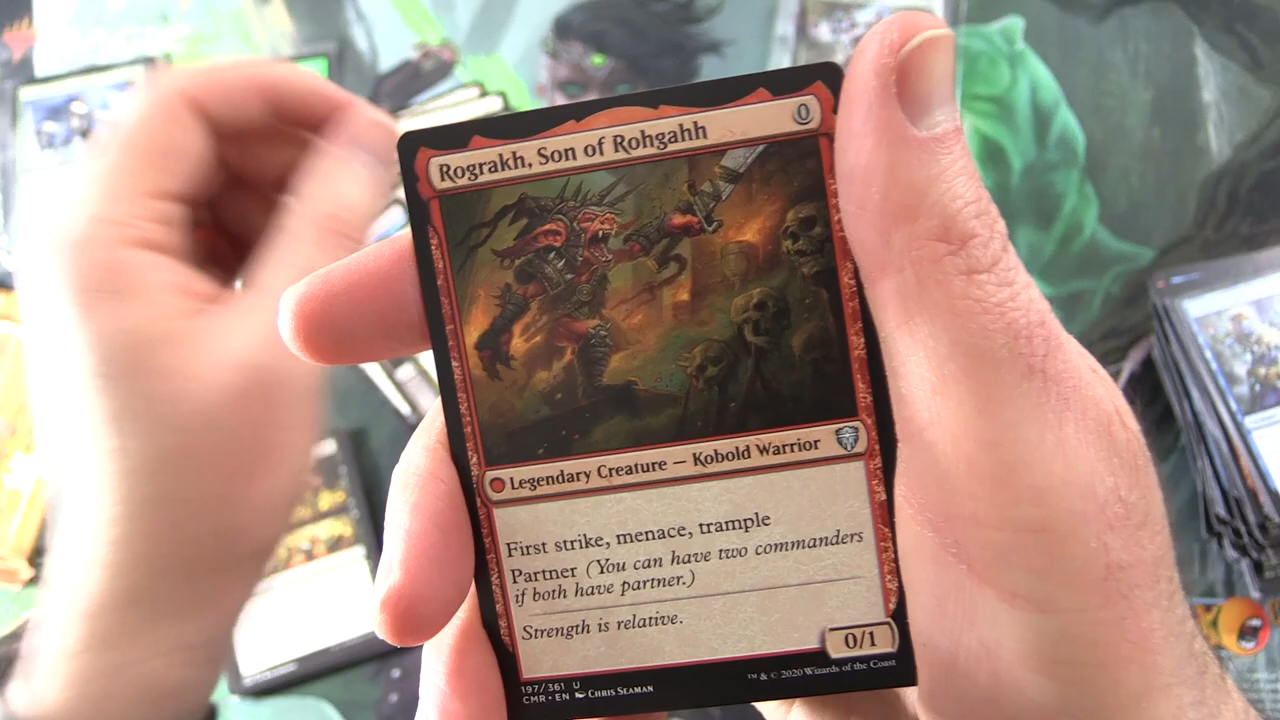 Rograkh, Son of Rohgahh
0
Legendary Creature — Kobold Warrior
First strike, menace, trample
Partner (You can have two commanders
if both have partner.)
Strength is relative.
0/1
197/361 U
CMR • EN Chris Seaman
™ & © 2020 Wizards of the Coast